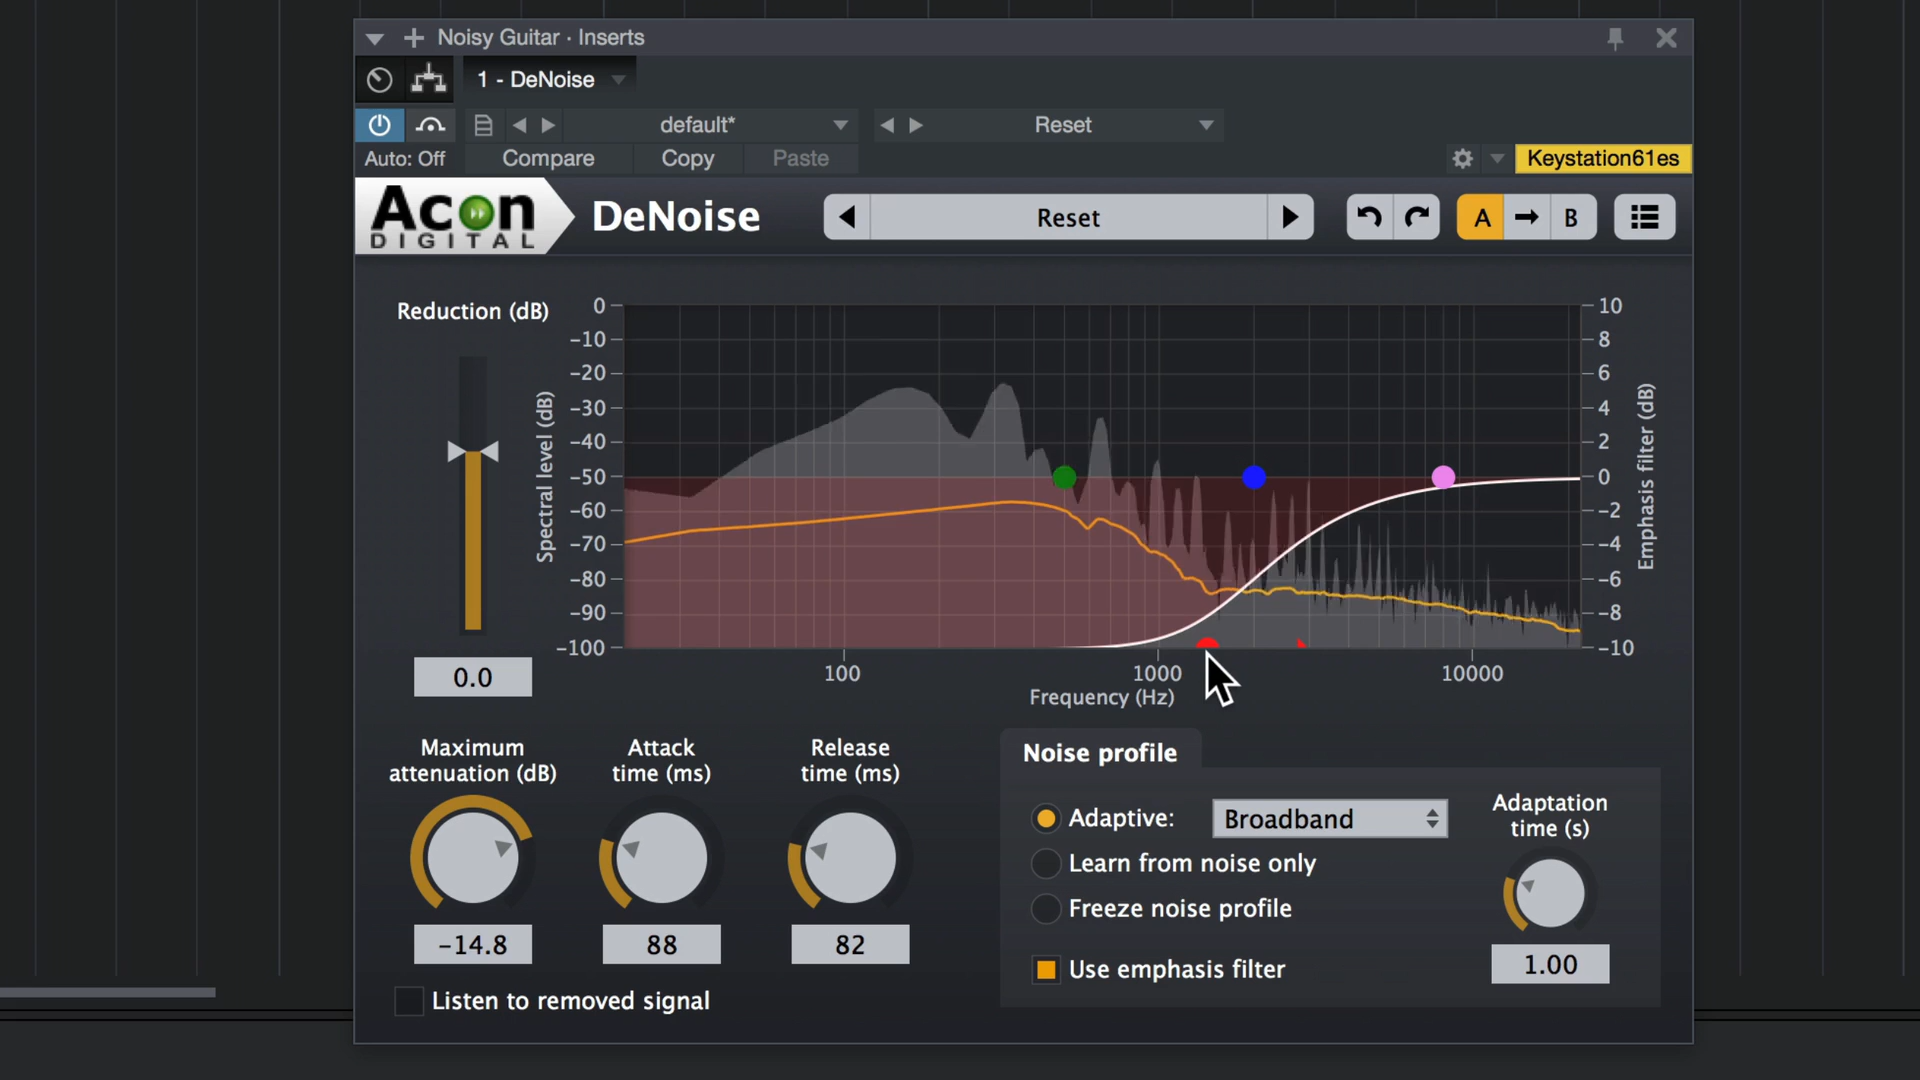 Noisy Guitar · Inserts
1 - DeNoise
default*
Reset
Auto: Off
Compare
Copy
Paste
Keystation61es
Acon
DIGITAL
DeNoise
Reset
A
B
Reduction (dB)
0.0
Spectral level (dB)
0
-10
-20
-30
-40
-50
-60
-70
-80
-90
-100
10
8
6
4
2
0
-2
-4
-6
-8
-10
Emphasis filter (dB)
100
1000
10000
Frequency (Hz)
Maximum
attenuation (dB)
-14.8
Attack
time (ms)
88
Release
time (ms)
82
Listen to removed signal
Noise profile
Adaptive:
Broadband
Learn from noise only
Freeze noise profile
Use emphasis filter
Adaptation
time (s)
1.00